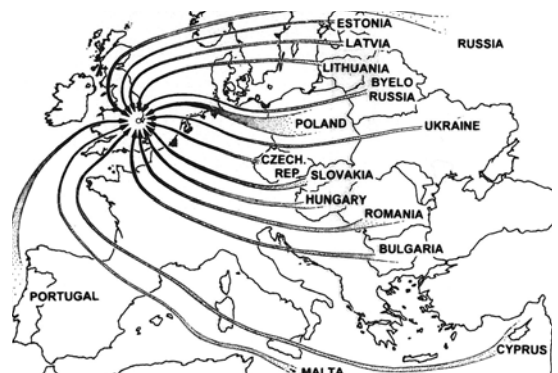 ESTONIA
LATVIA
RUSSIA
LITHUANIA
BYELO
RUSSIA
POLAND
UKRAINE
CZECH.
REP.
SLOVAKIA
HUNGARY
ROMANIA
BULGARIA
PORTUGAL
CYPRUS
MALTA